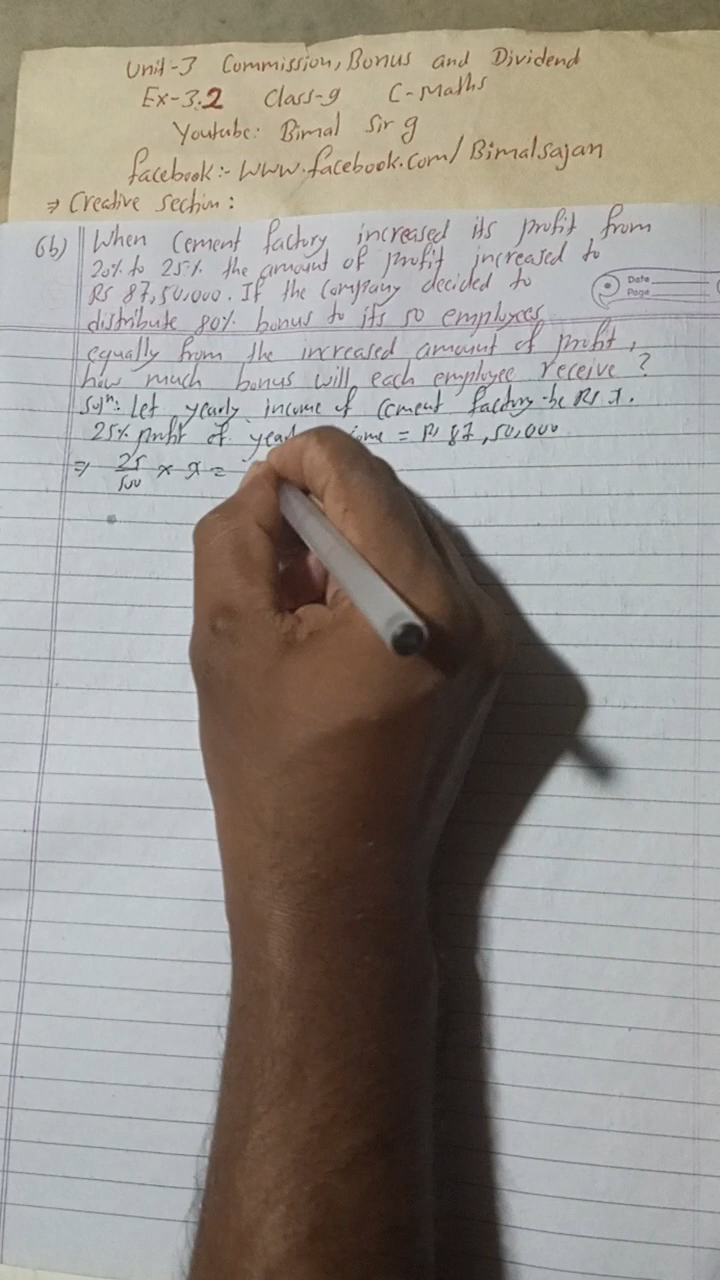 Unit-3 Commission, Bonus and Dividend
Ex-3.2 Class-9 C-Maths
Youtube: Bimal Sir g
facebook:- www.facebook.com/Bimalsajan
⇒ Creative section:
6b) When Cement factory increased its profit from
20% to 25% the amount of profit increased to
RS 87,50,000. If the company decided to
Date
Page
distribute 80% bonus to its 50 employees
equally from the increased amount of profit,
how much bonus will each employee receive?
Solⁿ: Let yearly income of cement factory be Rs x.
25% profit of = Rs 87,50,000
⇒ 25/100 × x =